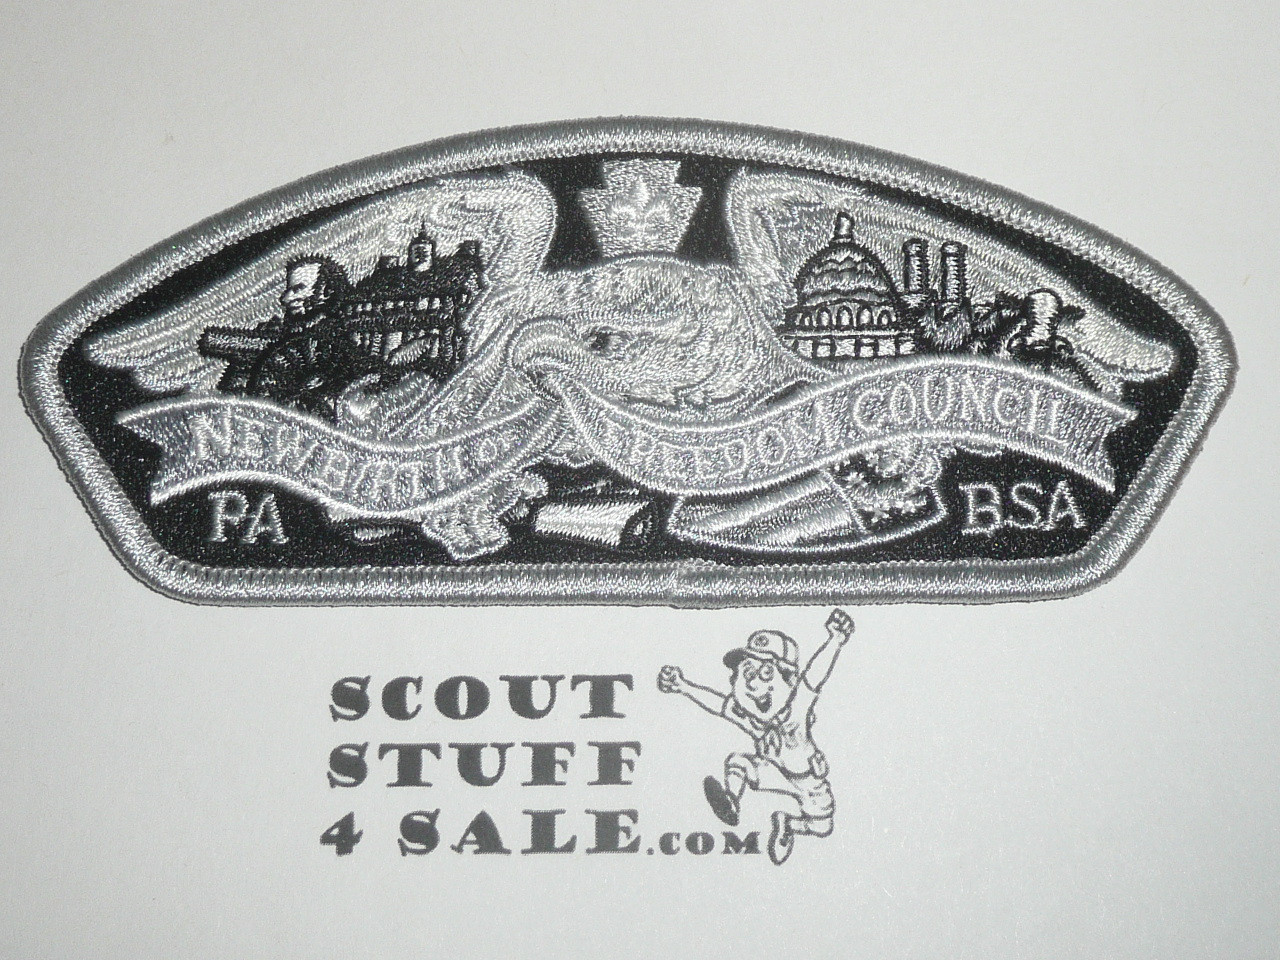 NEW BIRTH OF FREEDOM COUNCIL
PA BSA
SCOUT
STUFF
4 SALE.COM